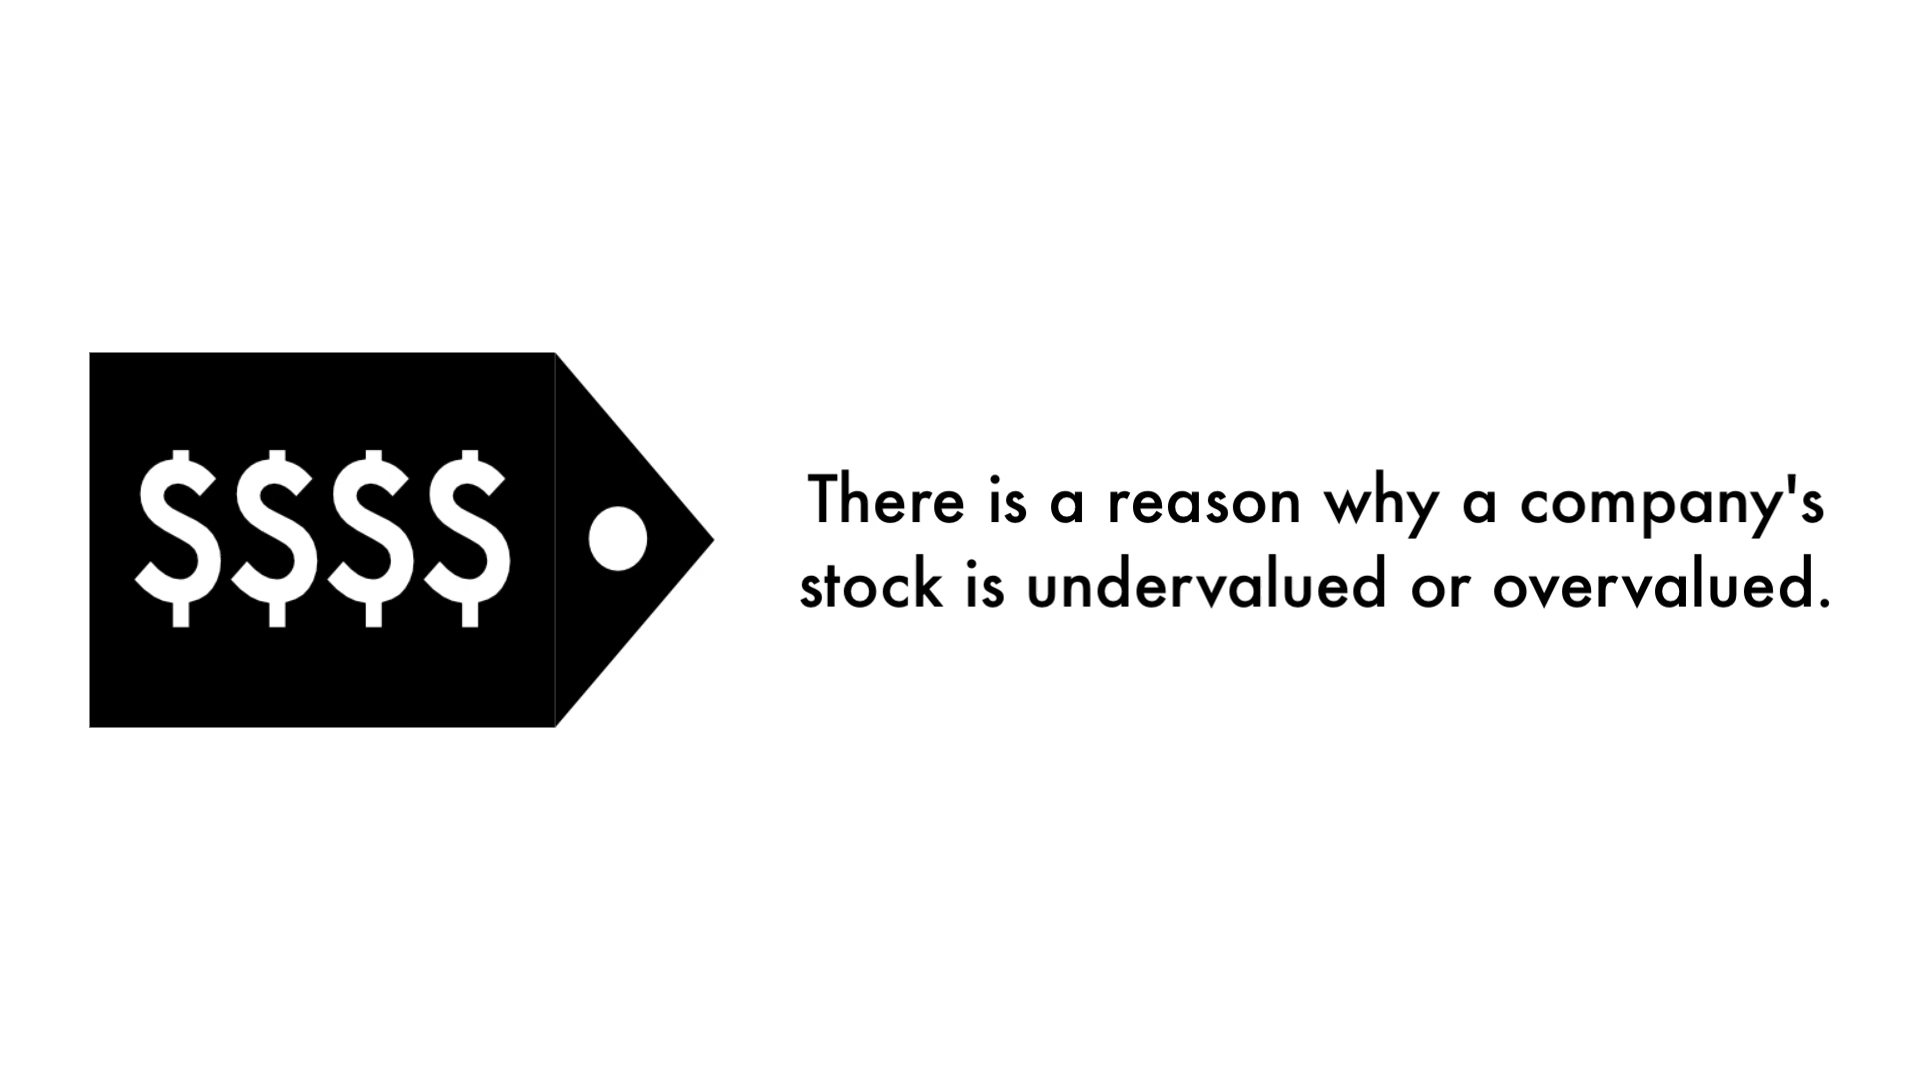 $$$$
There is a reason why a company's
stock is undervalued or overvalued.